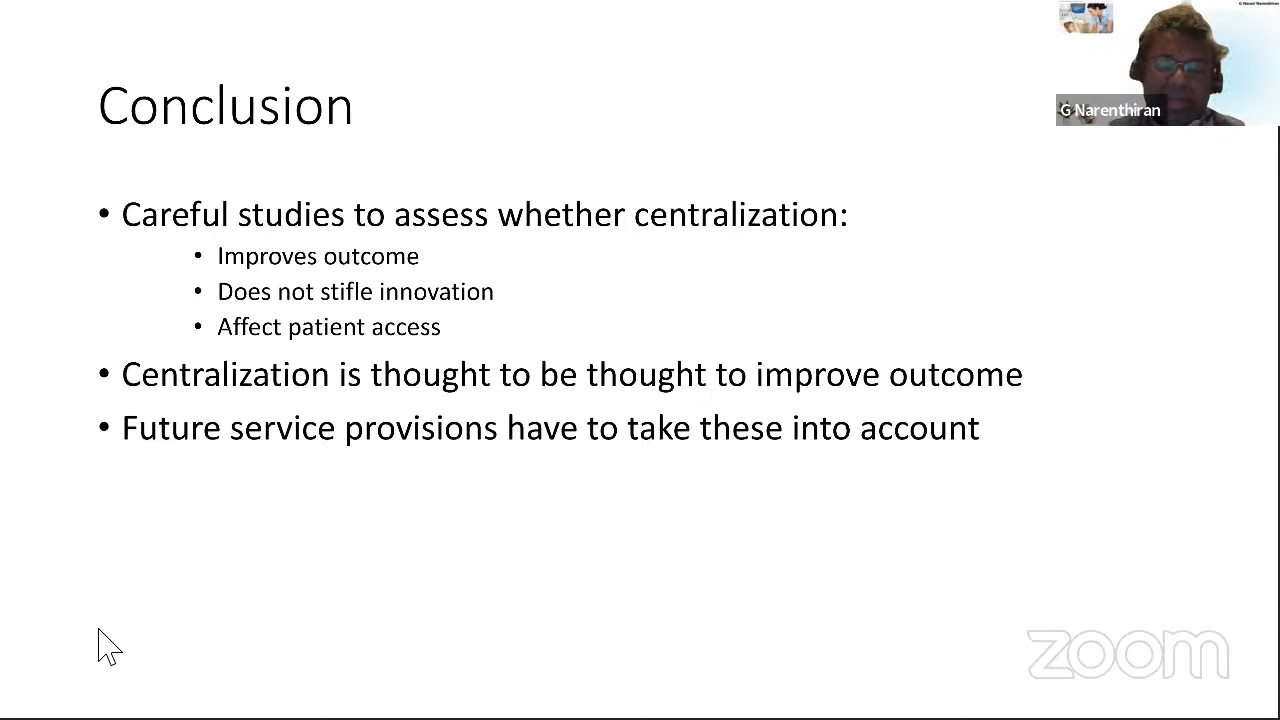 G Narenthiran
Conclusion
• Careful studies to assess whether centralization:
• Improves outcome
• Does not stifle innovation
• Affect patient access
• Centralization is thought to be thought to improve outcome
• Future service provisions have to take these into account
zoom